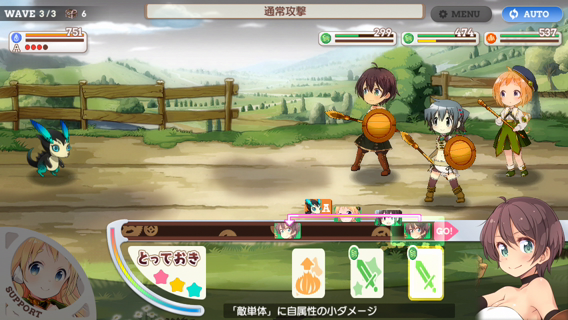 WAVE 3/3 6
通常攻撃
MENU
AUTO
751
A
299
474
537
A
GO!
とっておき
SUPPORT
「敵単体」に自属性の小ダメージ